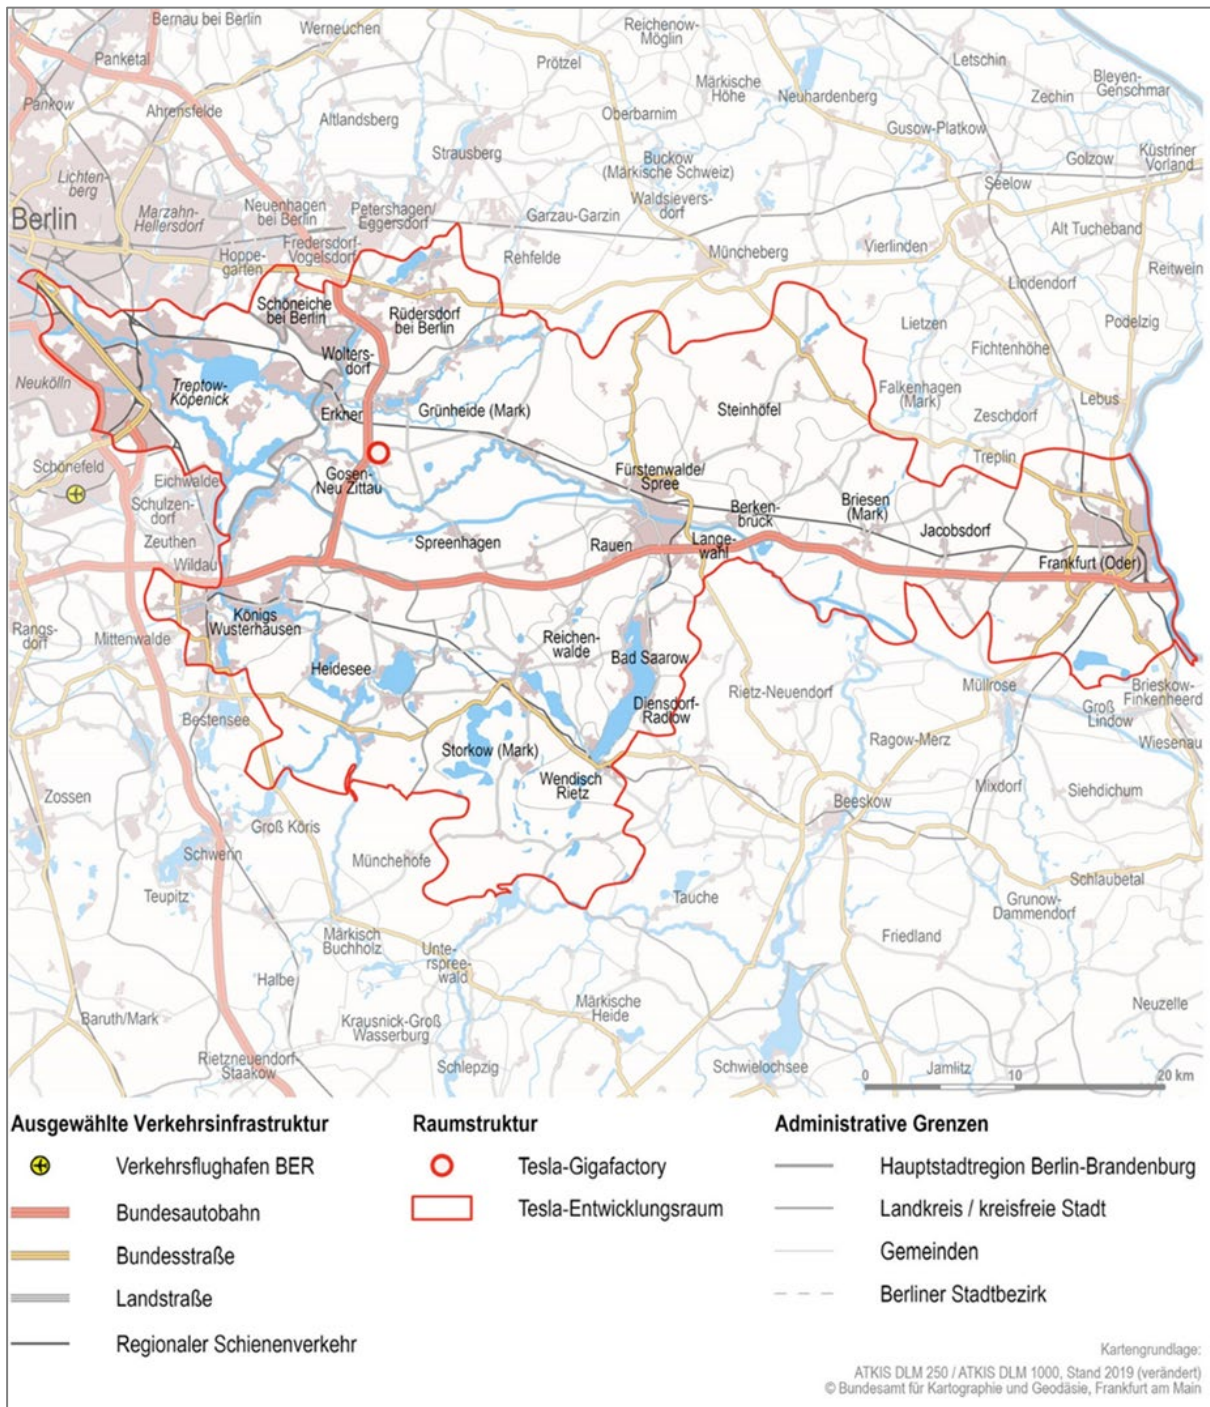 Bernau bei Berlin
Werneuchen
Reichenow-
Möglin
Letschin
Panketal
Prötzel
Märkische
Höhe
Bleyen-
Genschmar
Pankow
Ahrensfelde
Neuhardenberg
Zechin
Altlandsberg
Oberbarnim
Gusow-Platkow
Strausberg
Buckow
(Märkische Schweiz)
Golzow
Küstriner
Vorland
Lichten-
berg
Seelow
Neuenhagen
bei Berlin
Petershagen/
Eggersdorf
Waldsievers-
dorf
Berlin
Marzahn-
Hellersdorf
Garzau-Garzin
Alt Tucheband
Fredersdorf-
Vogelsdorf
Hoppe-
garten
Rehfelde
Müncheberg
Vierlinden
Reitwein
Lindendorf
Schöneiche
bei Berlin
Rüdersdorf
bei Berlin
Lietzen
Podelzig
Fichtenhöhe
Wolters-
dorf
Neukölln
Treptow-
Köpenick
Falkenhagen
(Mark)
Lebus
Erkner
Grünheide (Mark)
Steinhöfel
Zeschdorf
Treplin
Schönefeld
Eichwalde
Gosen-
Neu Zittau
Fürstenwalde/
Spree
Schulzen-
dorf
Berken-
brück
Briesen
(Mark)
Jacobsdorf
Zeuthen
Spreenhagen
Rauen
Lange-
wahl
Wildau
Frankfurt (Oder)
Königs
Wusterhausen
Rangs-
dorf
Mittenwalde
Reichen-
walde
Bad Saarow
Heidesee
Rietz-Neuendorf
Müllrose
Brieskow-
Finkenheerd
Diensdorf-
Radlow
Groß
Lindow
Bestensee
Ragow-Merz
Wiesenau
Storkow (Mark)
Wendisch
Rietz
Mixdorf
Siehdichum
Zossen
Beeskow
Groß Köris
Schwerin
Münchehofe
Schlaubetal
Teupitz
Tauche
Grunow-
Dammendorf
Märkisch
Buchholz
Unte-
rspree-
wald
Friedland
Halbe
Märkische
Heide
Neuzelle
Baruth/Mark
Krausnick-Groß
Wasserburg
Rietzneuendorf-
Staakow
Schlepzig
Schwielochsee
Jamlitz
0 10 20 km
Ausgewählte Verkehrsinfrastruktur
Verkehrsflughafen BER
Bundesautobahn
Bundesstraße
Landstraße
Regionaler Schienenverkehr
Raumstruktur
Tesla-Gigafactory
Tesla-Entwicklungsraum
Administrative Grenzen
Hauptstadtregion Berlin-Brandenburg
Landkreis / kreisfreie Stadt
Gemeinden
Berliner Stadtbezirk
Kartengrundlage:
ATKIS DLM 250 / ATKIS DLM 1000, Stand 2019 (verändert)
© Bundesamt für Kartographie und Geodäsie, Frankfurt am Main